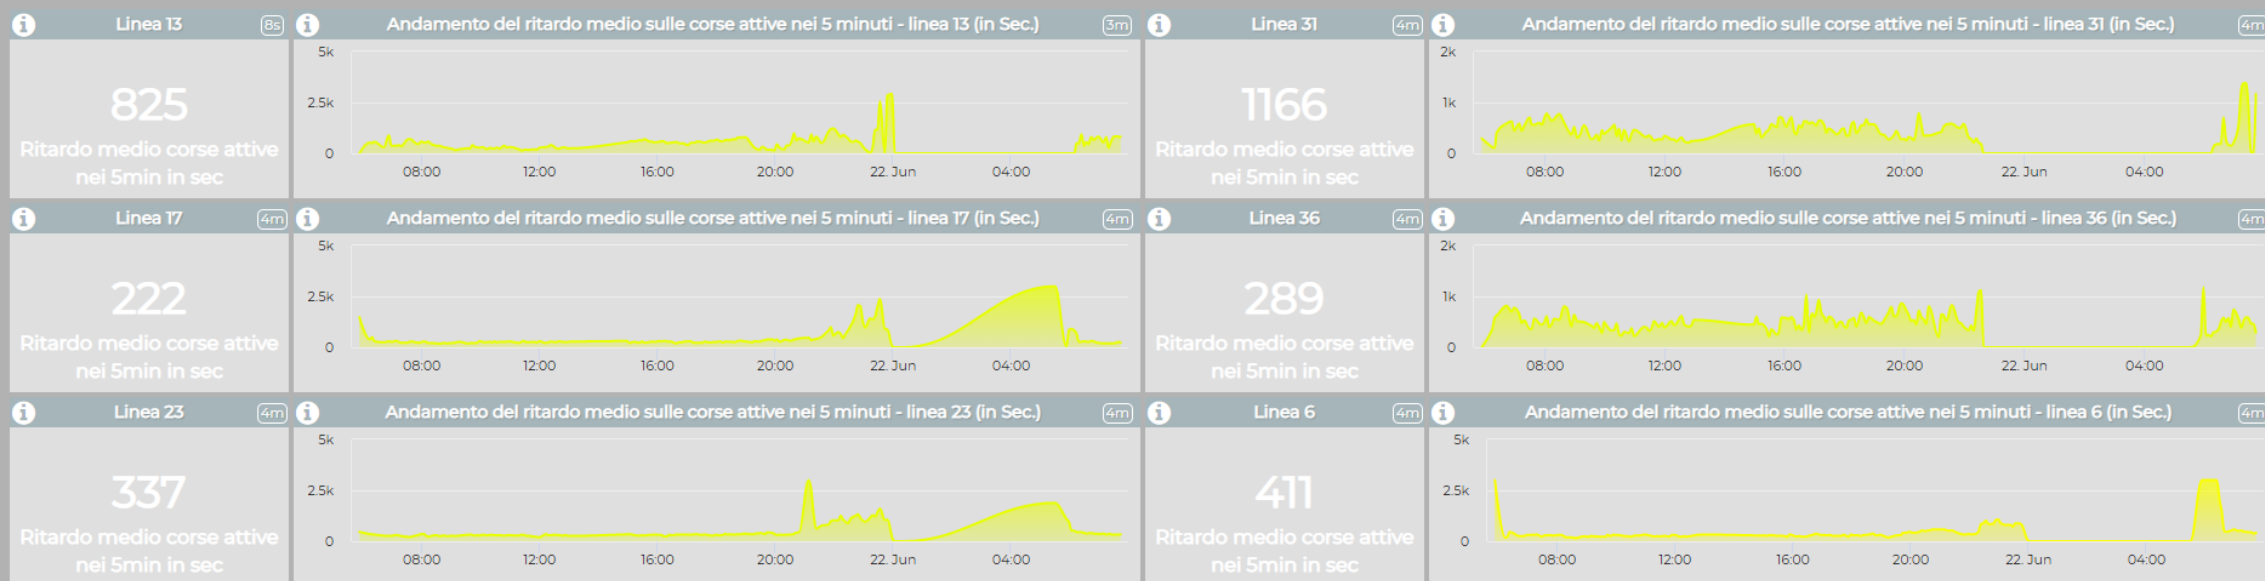 Linea 13 8s
Andamento del ritardo medio sulle corse attive nei 5 minuti - linea 13 (in Sec.) 3m
825
Ritardo medio corse attive
nei 5min in sec
5k
2.5k
0
08:00 12:00 16:00 20:00 22. Jun 04:00
Linea 31 4m
Andamento del ritardo medio sulle corse attive nei 5 minuti - linea 31 (in Sec.) 4m
1166
Ritardo medio corse attive
nei 5min in sec
2k
1k
0
08:00 12:00 16:00 20:00 22. Jun 04:00
Linea 17 4m
Andamento del ritardo medio sulle corse attive nei 5 minuti - linea 17 (in Sec.) 4m
222
Ritardo medio corse attive
nei 5min in sec
5k
2.5k
0
08:00 12:00 16:00 20:00 22. Jun 04:00
Linea 36 4m
Andamento del ritardo medio sulle corse attive nei 5 minuti - linea 36 (in Sec.) 4m
289
Ritardo medio corse attive
nei 5min in sec
2k
1k
0
08:00 12:00 16:00 20:00 22. Jun 04:00
Linea 23 4m
Andamento del ritardo medio sulle corse attive nei 5 minuti - linea 23 (in Sec.) 4m
337
Ritardo medio corse attive
nei 5min in sec
5k
2.5k
0
08:00 12:00 16:00 20:00 22. Jun 04:00
Linea 6 4m
Andamento del ritardo medio sulle corse attive nei 5 minuti - linea 6 (in Sec.) 4m
411
Ritardo medio corse attive
nei 5min in sec
5k
2.5k
0
08:00 12:00 16:00 20:00 22. Jun 04:00